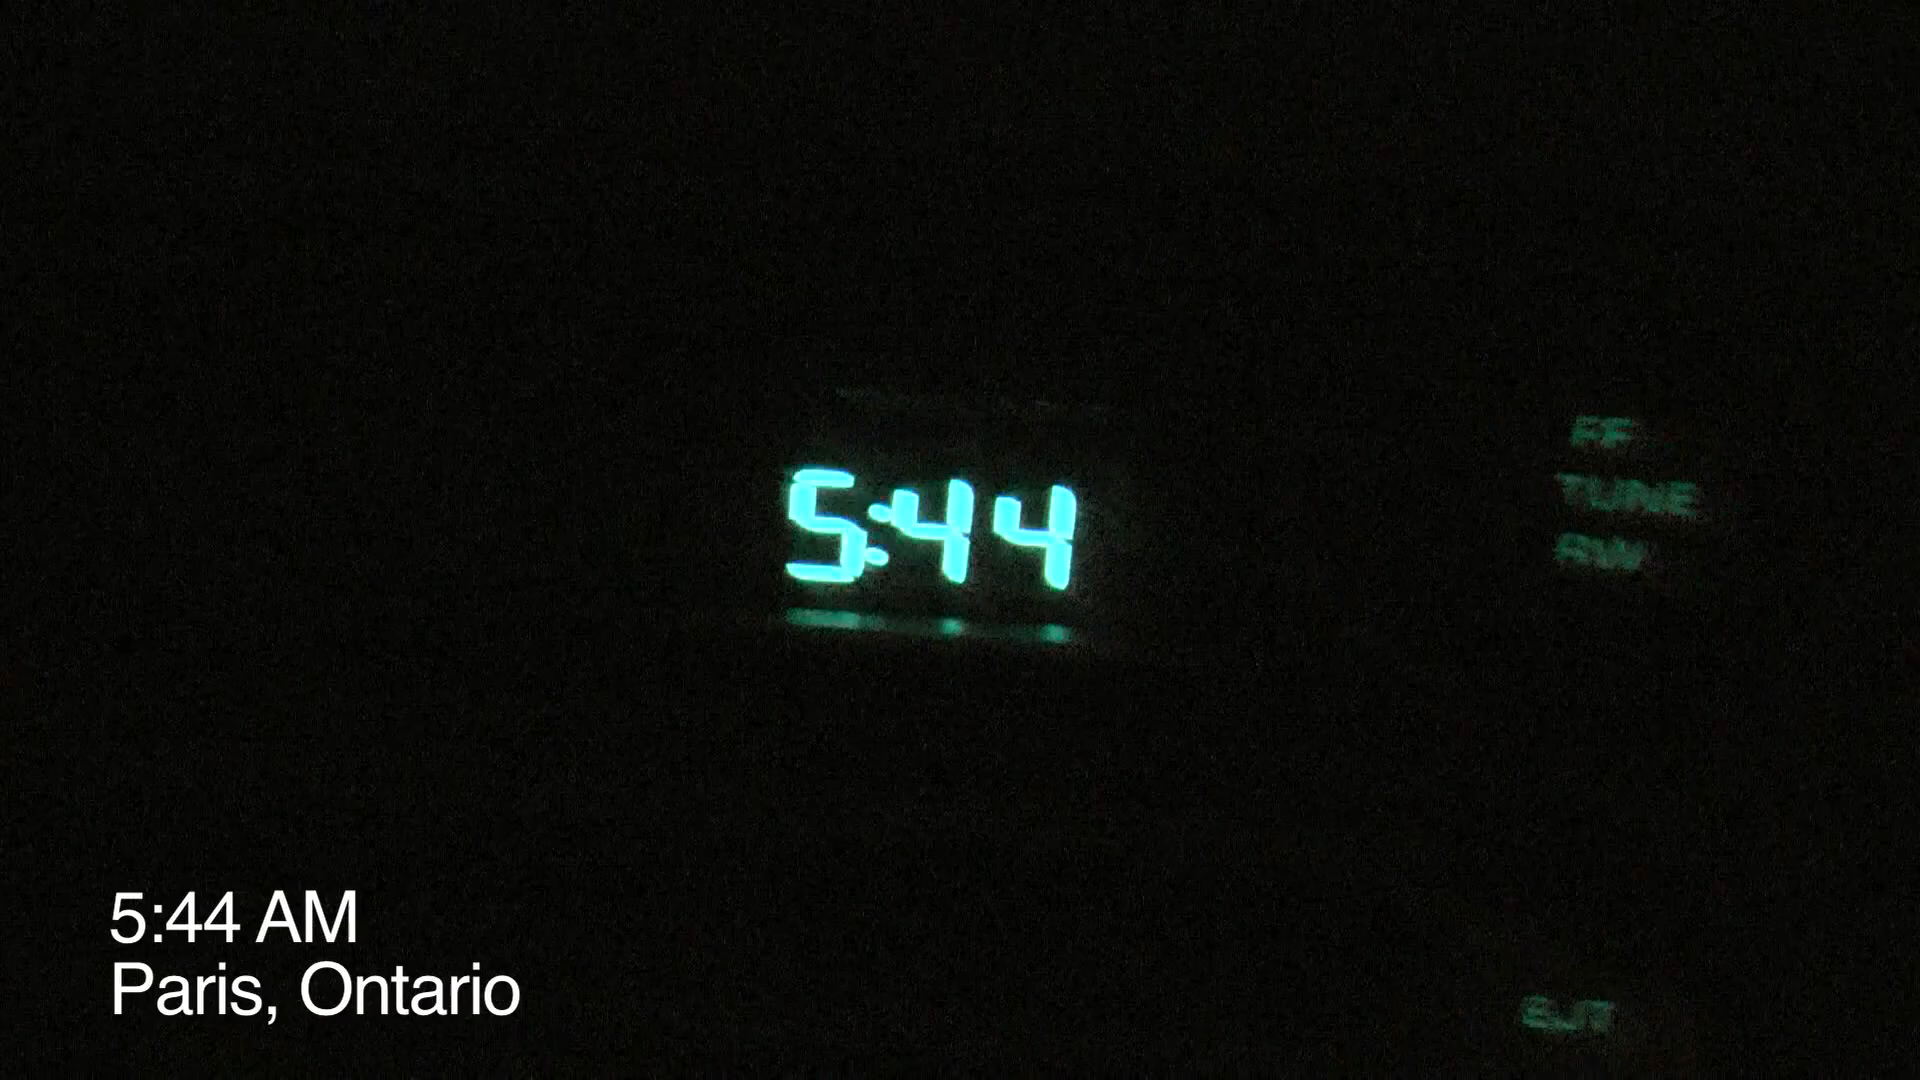 5:44
FF
TUNE
RW
5:44 AM
Paris, Ontario